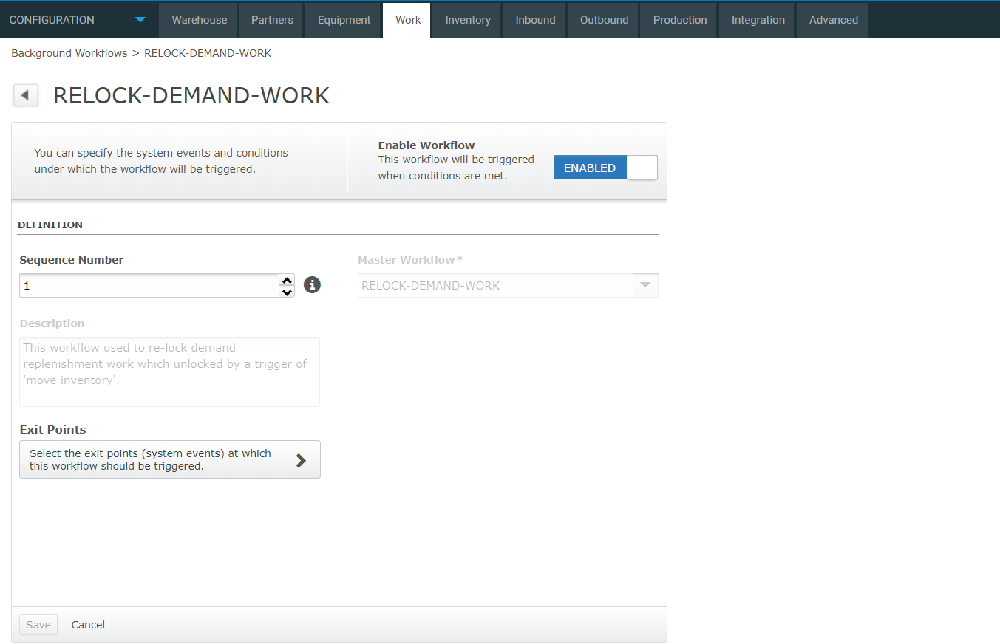 CONFIGURATION Warehouse Partners Equipment Work Inventory Inbound Outbound Production Integration Advanced
Background Workflows > RELOCK-DEMAND-WORK
RELOCK-DEMAND-WORK
You can specify the system events and conditions
under which the workflow will be triggered.
Enable Workflow
This workflow will be triggered
when conditions are met.
ENABLED
DEFINITION
Sequence Number
1
Master Workflow*
RELOCK-DEMAND-WORK
Description
This workflow used to re-lock demand
replenishment work which unlocked by a trigger of
'move inventory'.
Exit Points
Select the exit points (system events) at which
this workflow should be triggered.
Save Cancel